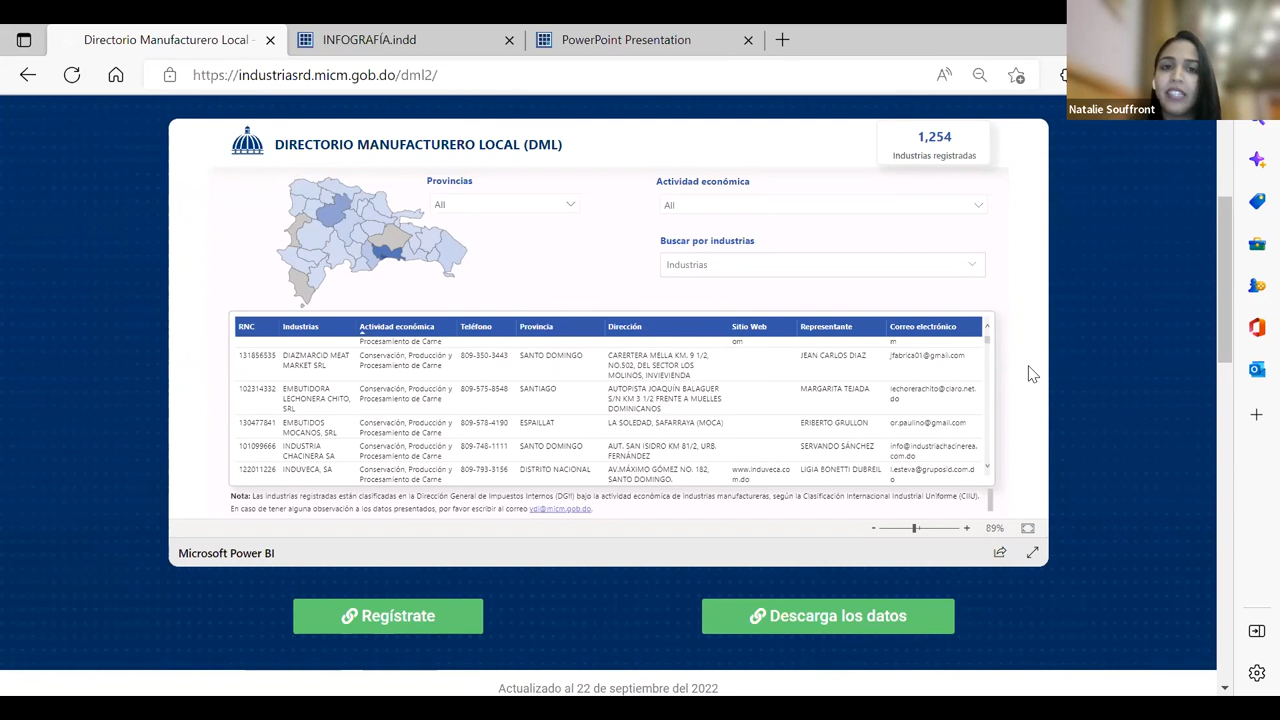 Directorio Manufacturero Local -
INFOGRAFÍA.indd
PowerPoint Presentation
https://industriasrd.micm.gob.do/dml2/
Natalie Souffront
DIRECTORIO MANUFACTURERO LOCAL (DML)
1,254
Industrias registradas
Provincias
All
Actividad económica
All
Buscar por industrias
Industrias
RNC Industrias Actividad económica Teléfono Provincia Dirección Sitio Web Representante Correo electrónico
Procesamiento de Carne om m
131856535 DIAZMARCID MEAT Conservación, Producción y 809-350-3443 SANTO DOMINGO CARERTERA MELLA KM. 9 1/2, JEAN CARLOS DIAZ jfabrica01@gmail.com
MARKET SRL Procesamiento de Carne NO.502, DEL SECTOR LOS
MOLINOS, INVIEVIENDA
102314332 EMBUTIDORA Conservación, Producción y 809-575-8548 SANTIAGO AUTOPISTA JOAQUÍN BALAGUER MARGARITA TEJADA lechorerachito@claro.net.
LECHONERA CHITO, Procesamiento de Carne S/N KM 3 1/2 FRENTE A MUELLES do
SRL DOMINICANOS
130477841 EMBUTIDOS Conservación, Producción y 809-578-4190 ESPAILLAT LA SOLEDAD, SAFARRAYA (MOCA) ERIBERTO GRULLON or.paulino@gmail.com
MOCANOS, SRL Procesamiento de Carne
101099666 INDUSTRIA Conservación, Producción y 809-748-1111 SANTO DOMINGO AUT. SAN ISIDRO KM 81/2, URB. SERVANDO SÁNCHEZ info@industriachacinerea.
CHACINERA SA Procesamiento de Carne FERNÁNDEZ com.do
122011226 INDUVECA, SA Conservación, Producción y 809-793-3156 DISTRITO NACIONAL AV.MÁXIMO GÓMEZ NO. 182, www.induveca.co LIGIA BONETTI DUBREIL l.esteva@gruposid.com.d
Procesamiento de Carne SANTO DOMINGO. m.do o
Nota: Las industrias registradas están clasificadas en la Dirección General de Impuestos Internos (DGII) bajo la actividad económica de industrias manufactureras, según la Clasificación Internacional Industrial Uniforme (CIIU).
En caso de tener alguna observación a los datos presentados, por favor escribir al correo vdi@micm.gob.do.
- + 89%
Microsoft Power BI
Regístrate
Descarga los datos
Actualizado al 22 de septiembre del 2022